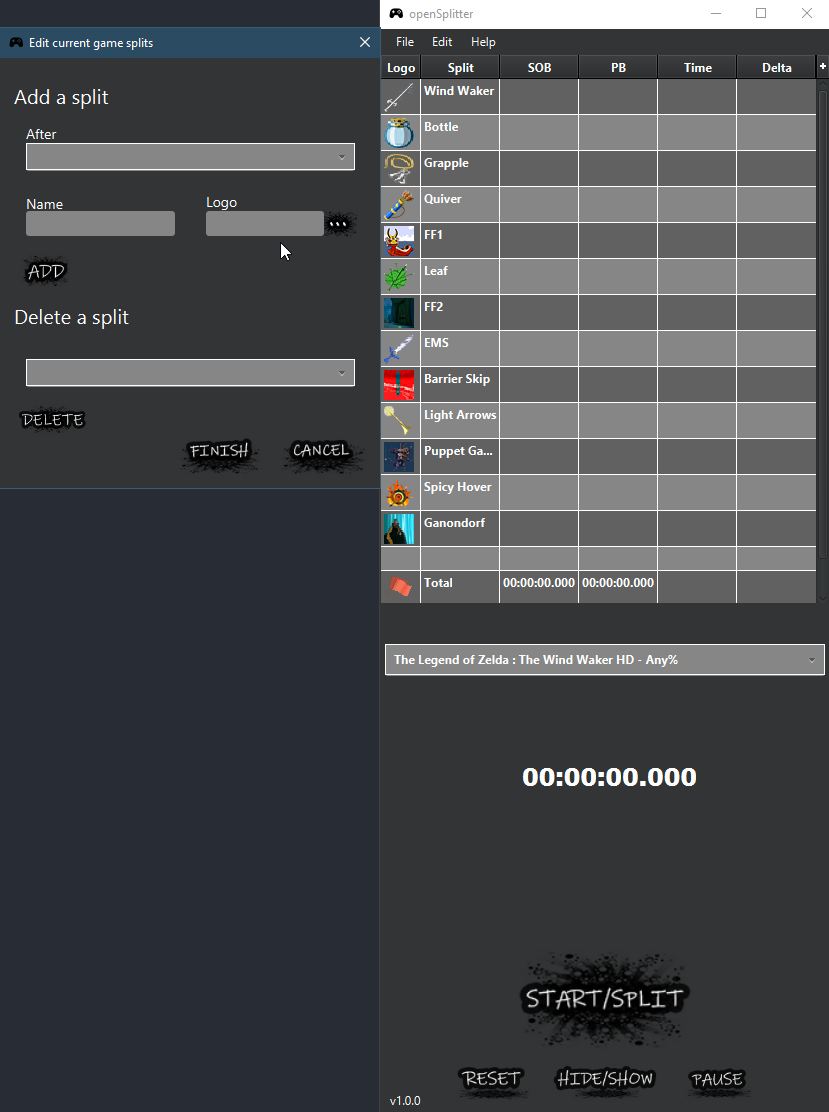 Edit current game splits
Add a split
After
Name
Logo
...
ADD
Delete a split
DELETE
FINISH CANCEL
openSplitter
File Edit Help
Logo Split SOB PB Time Delta +
Wind Waker
Bottle
Grapple
Quiver
FF1
Leaf
FF2
EMS
Barrier Skip
Light Arrows
Puppet Ga...
Spicy Hover
Ganondorf
Total 00:00:00.000 00:00:00.000
The Legend of Zelda : The Wind Waker HD - Any%
00:00:00.000
START/SPLIT
RESET HIDE/SHOW PAUSE
v1.0.0